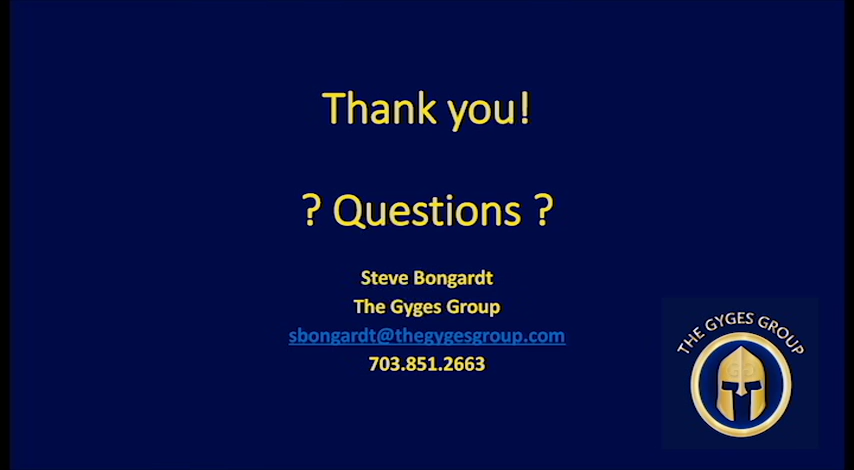 Thank you!
? Questions ?
Steve Bongardt
The Gyges Group
sbongardt@thegygesgroup.com
703.851.2663
THE GYGES GROUP